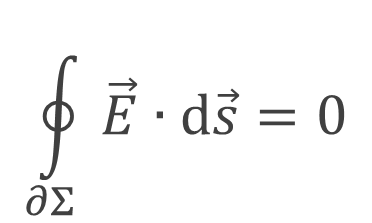 ∮_{∂Σ} E⃗ · ds⃗ = 0